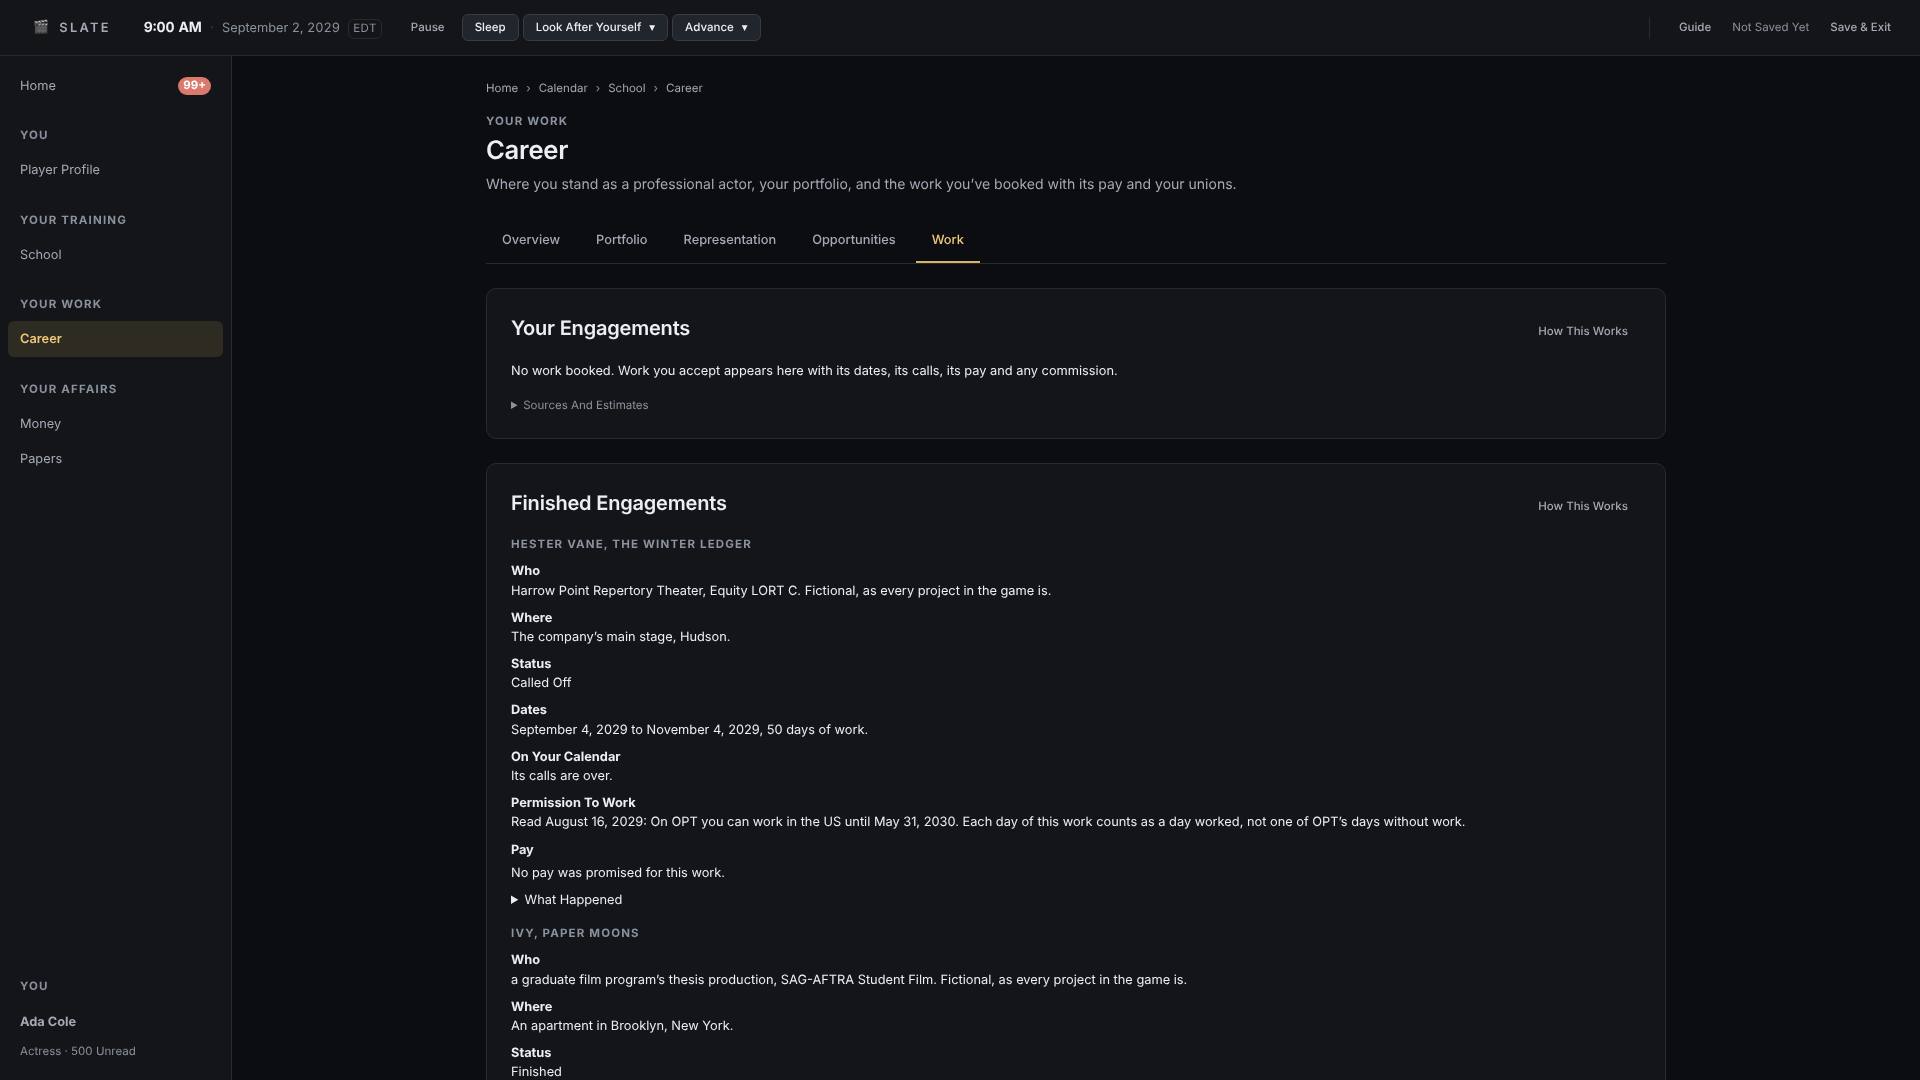 SLATE
9:00 AM · September 2, 2029 EDT
Pause
Sleep
Look After Yourself ▾
Advance ▾
Guide
Not Saved Yet
Save & Exit
Home
99+
YOU
Player Profile
YOUR TRAINING
School
YOUR WORK
Career
YOUR AFFAIRS
Money
Papers
YOU
Ada Cole
Actress · 500 Unread
Home › Calendar › School › Career
YOUR WORK
Career
Where you stand as a professional actor, your portfolio, and the work you’ve booked with its pay and your unions.
Overview
Portfolio
Representation
Opportunities
Work
Your Engagements
How This Works
No work booked. Work you accept appears here with its dates, its calls, its pay and any commission.
▶ Sources And Estimates
Finished Engagements
How This Works
HESTER VANE, THE WINTER LEDGER
Who
Harrow Point Repertory Theater, Equity LORT C. Fictional, as every project in the game is.
Where
The company’s main stage, Hudson.
Status
Called Off
Dates
September 4, 2029 to November 4, 2029, 50 days of work.
On Your Calendar
Its calls are over.
Permission To Work
Read August 16, 2029: On OPT you can work in the US until May 31, 2030. Each day of this work counts as a day worked, not one of OPT’s days without work.
Pay
No pay was promised for this work.
▶ What Happened
IVY, PAPER MOONS
Who
a graduate film program’s thesis production, SAG-AFTRA Student Film. Fictional, as every project in the game is.
Where
An apartment in Brooklyn, New York.
Status
Finished